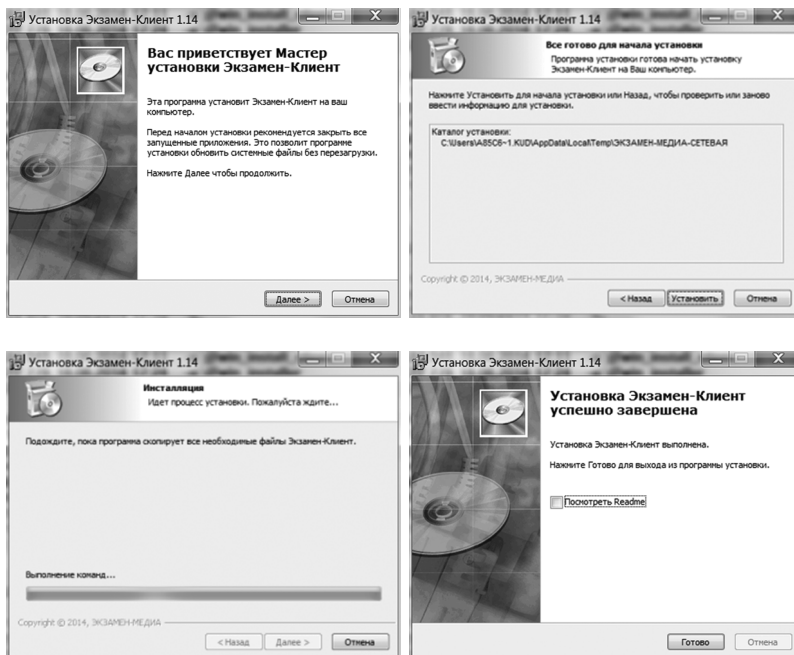 Установка Экзамен-Клиент 1.14
Вас приветствует Мастер
установки Экзамен-Клиент
Эта программа установит Экзамен-Клиент на ваш
компьютер.
Перед началом установки рекомендуется закрыть все
запущенные приложения. Это позволит программе
установки обновить системные файлы без перезагрузки.
Нажмите Далее чтобы продолжить.
Далее >
Отмена
Установка Экзамен-Клиент 1.14
Все готово для начала установки
Программа установки готова начать установку
Экзамен-Клиент на Ваш компьютер.
Нажмите Установить для начала установки или Назад, чтобы проверить или заново
ввести информацию для установки.
Каталог установки:
C:\Users\A85C6~1.KUD\AppData\Local\Temp\ЭКЗАМЕН-МЕДИА-СЕТЕВАЯ
Copyright © 2014, ЭКЗАМЕН-МЕДИА
< Назад
Установить
Отмена
Установка Экзамен-Клиент 1.14
Инсталляция
Идет процесс установки. Пожалуйста ждите...
Подождите, пока программа скопирует все необходимые файлы Экзамен-Клиент.
Выполнение команд...
Copyright © 2014, ЭКЗАМЕН-МЕДИА
< Назад
Далее >
Отмена
Установка Экзамен-Клиент 1.14
Установка Экзамен-Клиент
успешно завершена
Установка Экзамен-Клиент выполнена.
Нажмите Готово для выхода из программы установки.
Посмотреть Readme
Готово
Отмена